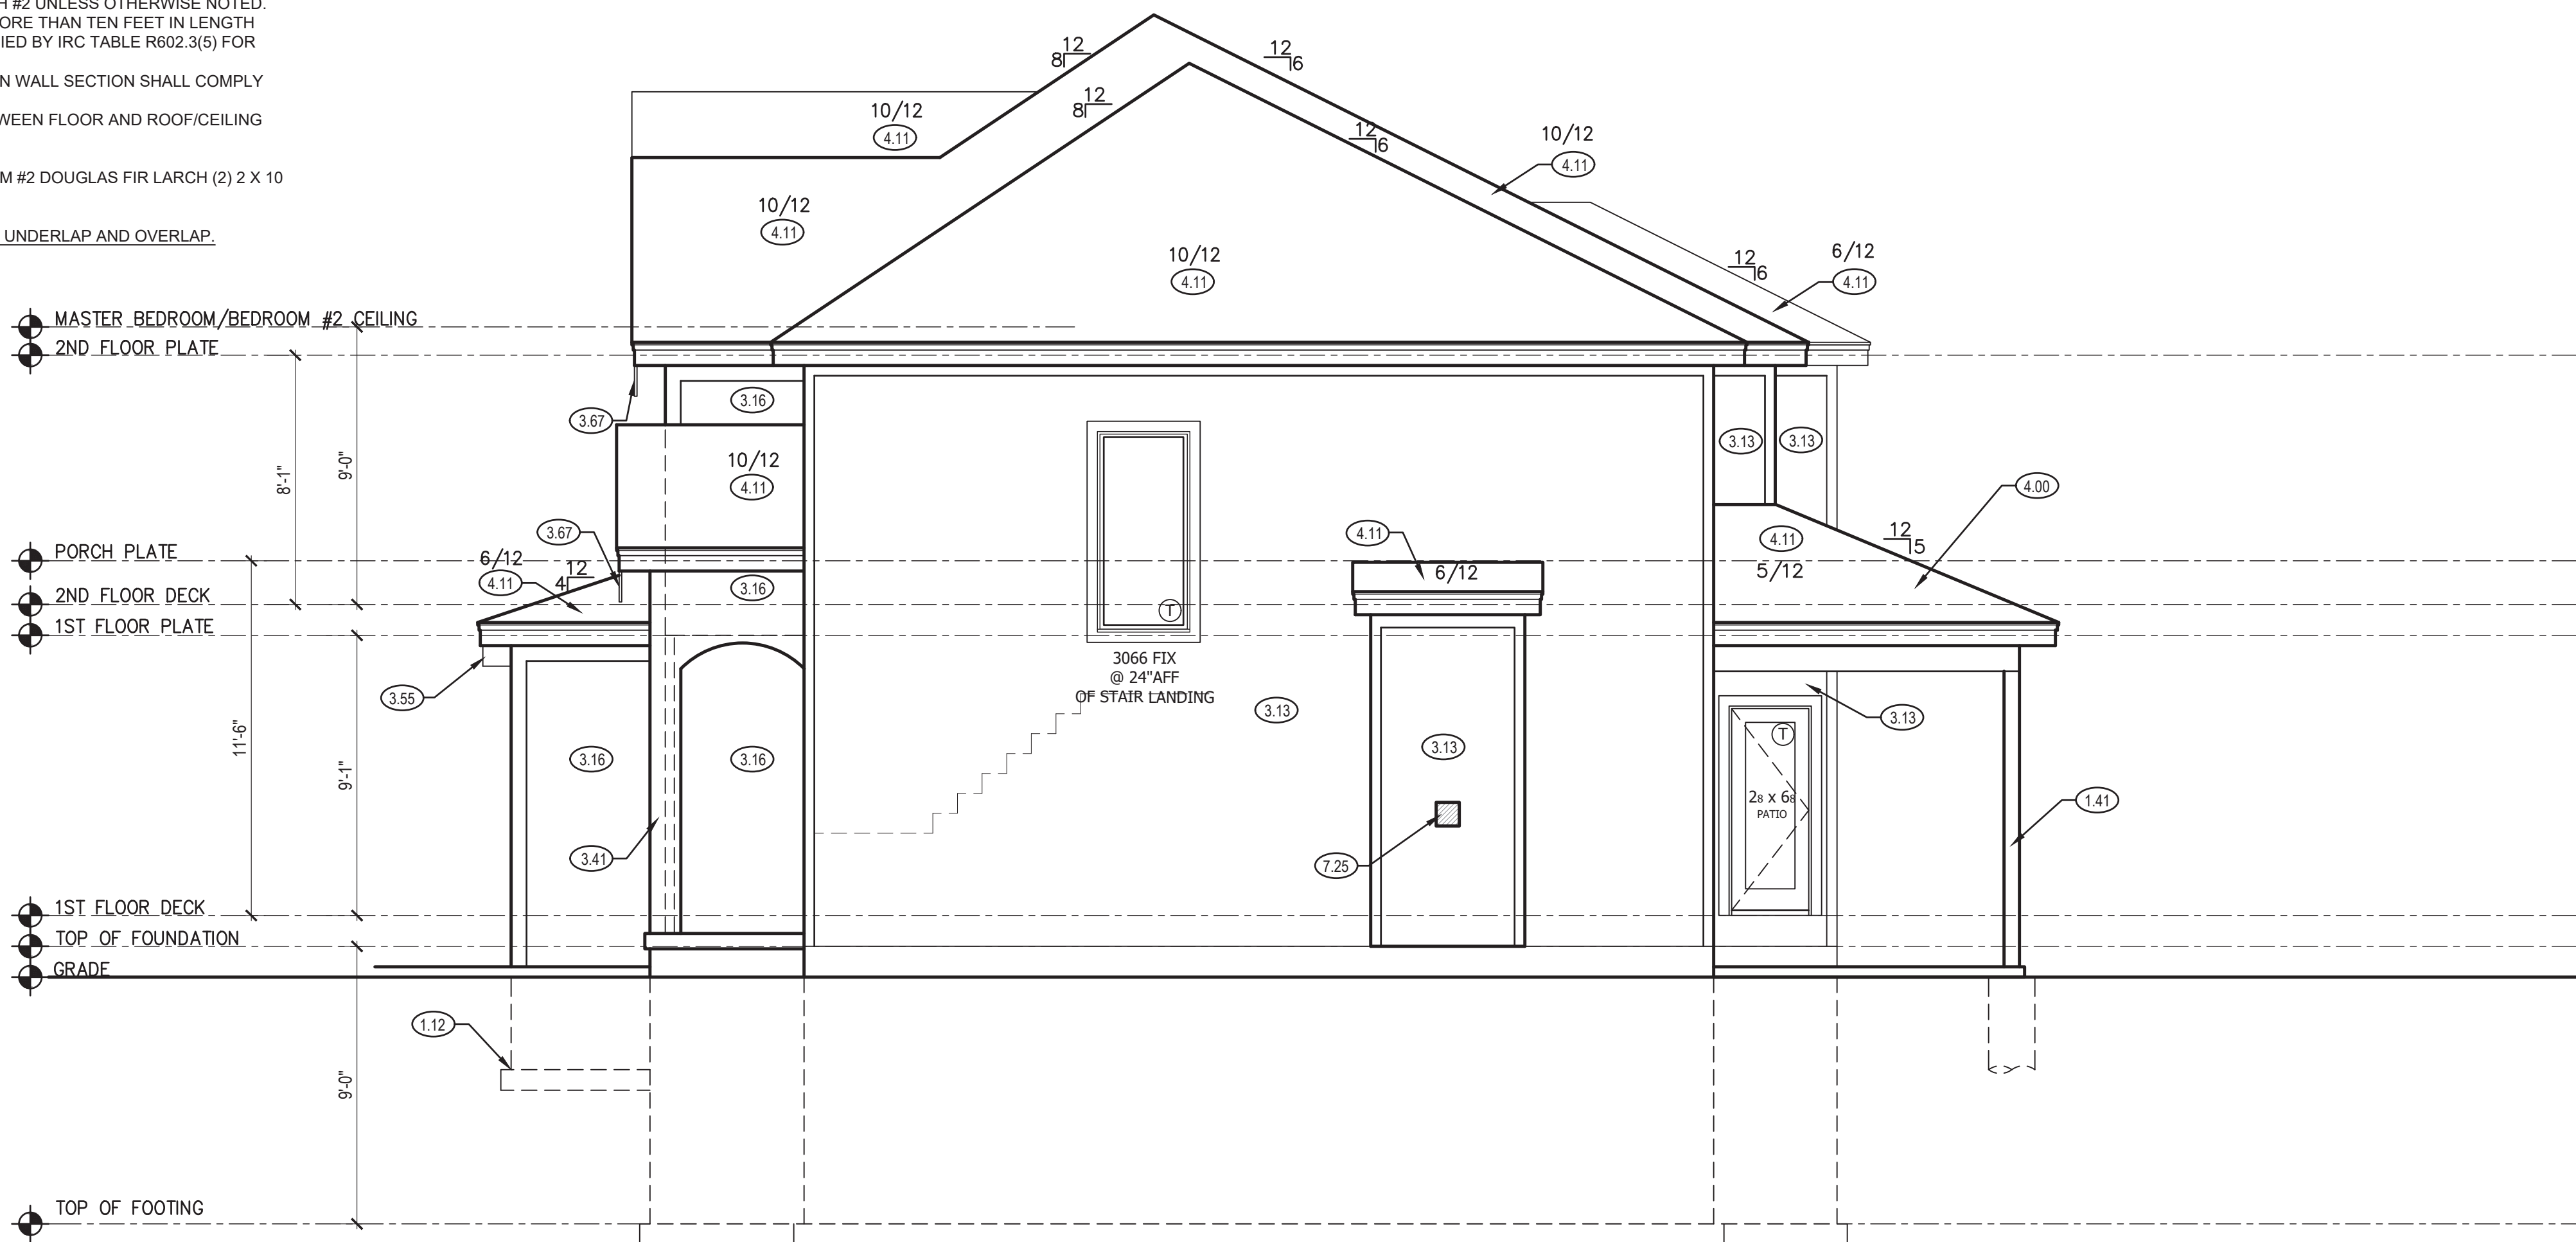 #2 UNLESS OTHERWISE NOTED.
MORE THAN TEN FEET IN LENGTH
BY IRC TABLE R602.3(5) FOR
WALL SECTION SHALL COMPLY
FLOOR AND ROOF/CEILING
#2 DOUGLAS FIR LARCH (2) 2 X 10
UNDERLAP AND OVERLAP.
12
8
12
6
12
8
12
6
10/12
4.11
10/12
4.11
10/12
4.11
10/12
4.11
12
6
6/12
4.11
MASTER BEDROOM/BEDROOM #2 CEILING
2ND FLOOR PLATE
3.67
3.16
10/12
4.11
3.13
3.13
4.00
8'-1"
9'-0"
PORCH PLATE
3.67
6/12
4.11
12
4
3.16
4.11
6/12
4.11
5/12
12
5
T
2ND FLOOR DECK
1ST FLOOR PLATE
3066 FIX
@ 24"AFF
OF STAIR LANDING
3.55
3.13
3.13
11'-6"
9'-1"
3.16
3.16
3.13
T
28 x 68
PATIO
1.41
3.41
7.25
1ST FLOOR DECK
TOP OF FOUNDATION
GRADE
1.12
9'-0"
TOP OF FOOTING